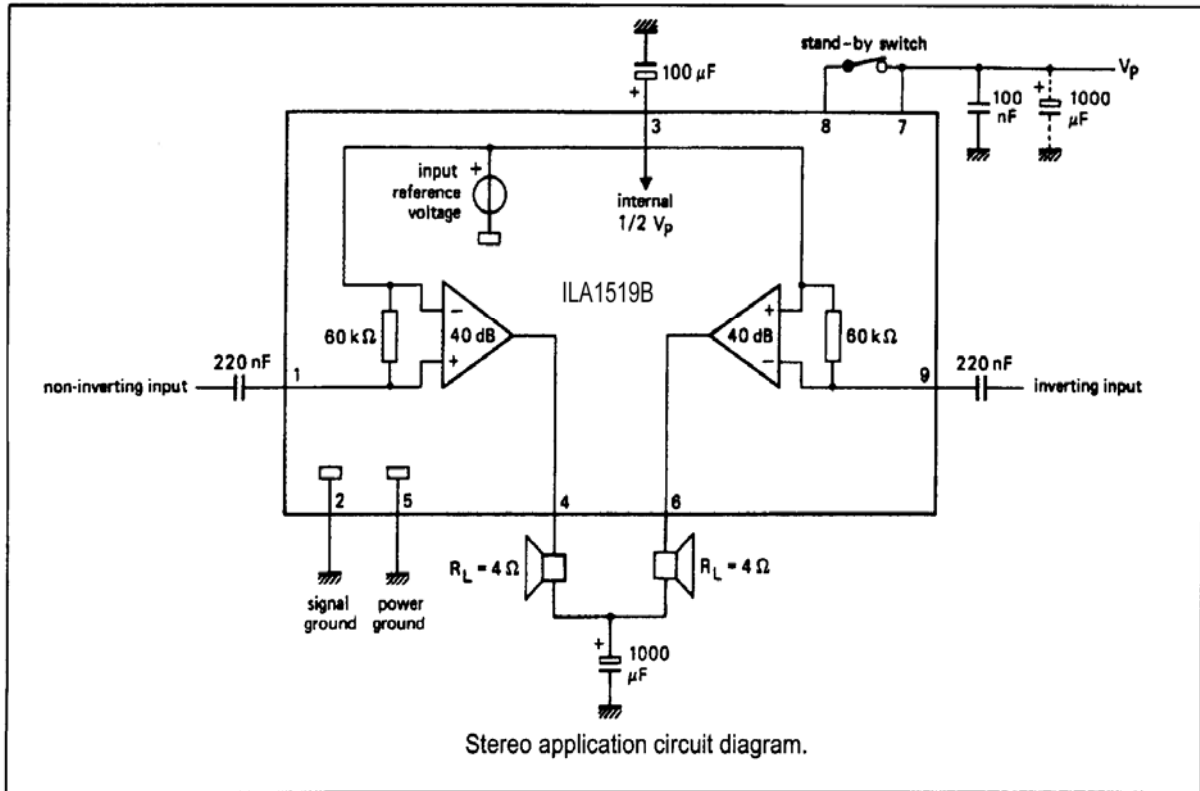 100 µF
+
3
stand-by switch
8
7
VP
100
nF
+
1000
µF
input
reference
voltage
+
internal
1/2 VP
ILA1519B
60 kΩ
−
40 dB
+
+
40 dB
−
60 kΩ
220 nF
non-inverting input
1
9
220 nF
inverting input
2
5
4
6
signal
ground
power
ground
RL = 4 Ω
RL = 4 Ω
+
1000
µF
Stereo application circuit diagram.